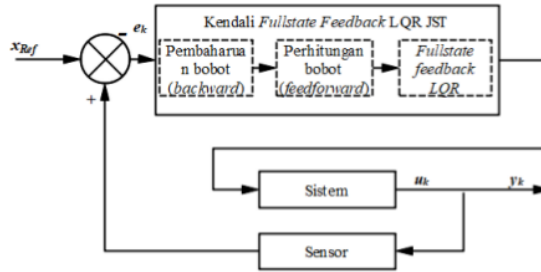 Kendali Fullstate Feedback LQR JST
x_Ref
-
e_k
+
Pembaharua
n bobot
(backward)
Perhitungan
bobot
(feedforward)
Fullstate
feedback
LQR
Sistem
u_k
y_k
Sensor